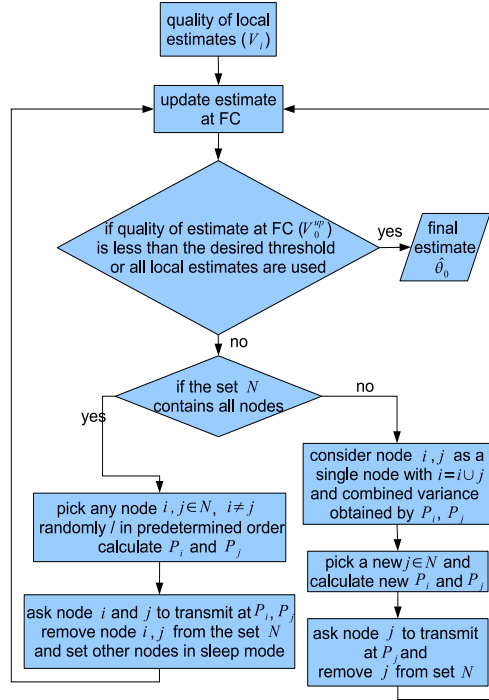 quality of local
estimates (V_i)
update estimate
at FC
if quality of estimate at FC (V_0^{up})
is less than the desired threshold
or all local estimates are used
yes
final
estimate
θ̂_0
no
if the set N
contains all nodes
yes
no
pick any node i, j∈N, i≠j
randomly / in predetermined order
calculate P_i and P_j
ask node i and j to transmit at P_i, P_j
remove node i, j from the set N
and set other nodes in sleep mode
consider node i, j as a
single node with i=i∪j
and combined variance
obtained by P_i, P_j
pick a new j∈N and
calculate new P_i and P_j
ask node j to transmit
at P_j and
remove j from set N